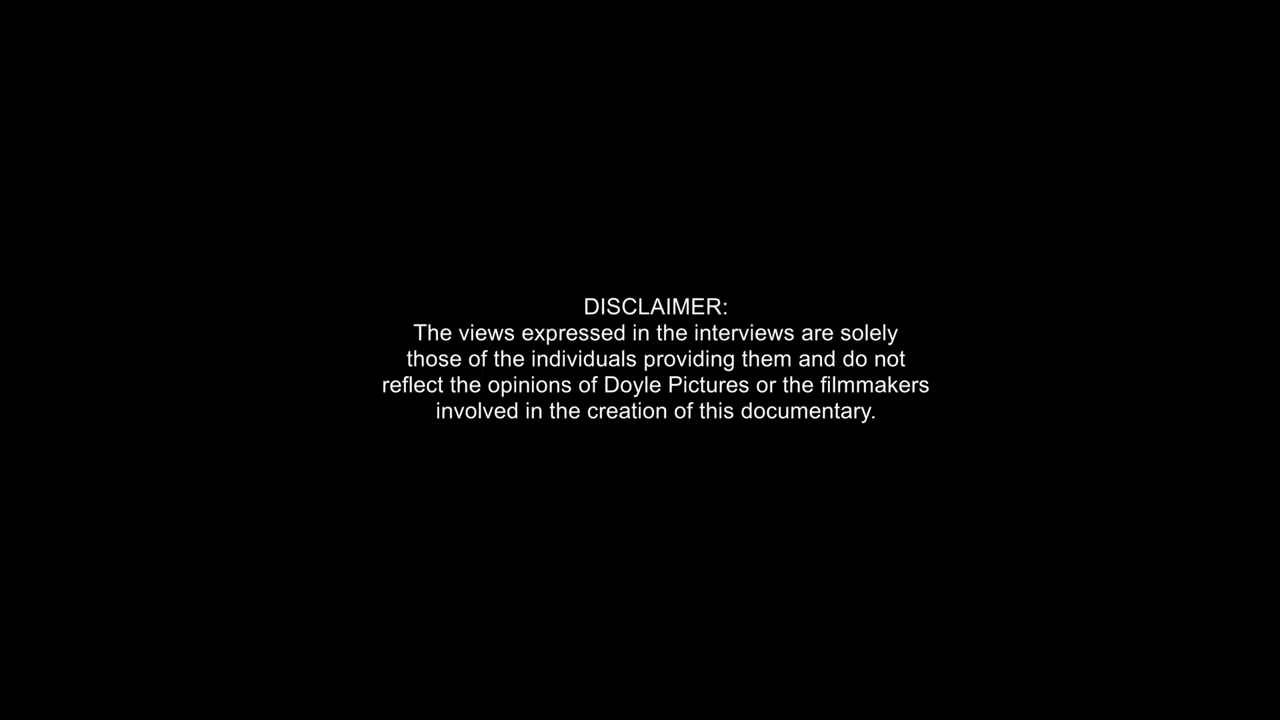 DISCLAIMER:
The views expressed in the interviews are solely
those of the individuals providing them and do not
reflect the opinions of Doyle Pictures or the filmmakers
involved in the creation of this documentary.